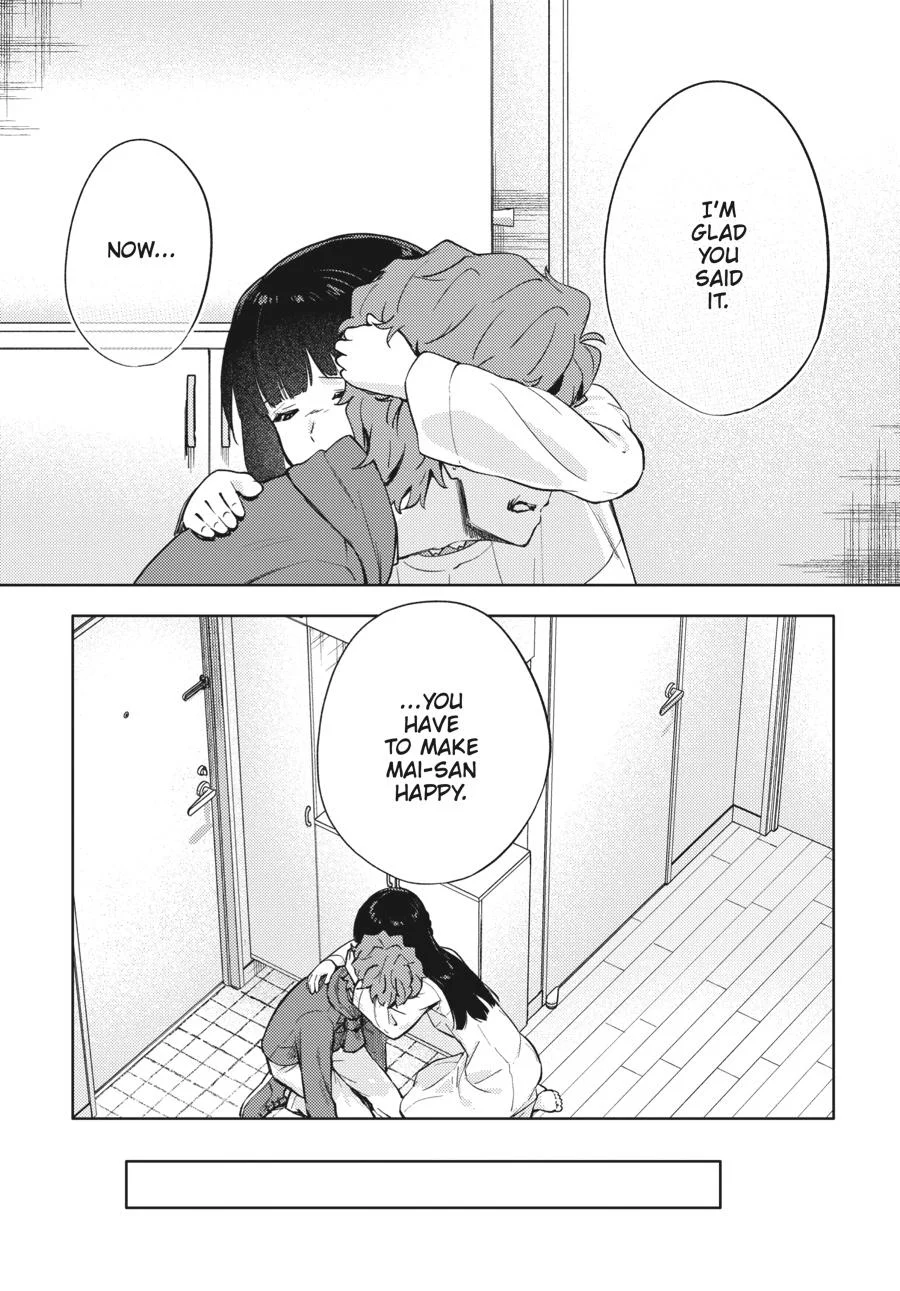 I'M
GLAD
YOU
SAID
IT.
NOW...
...YOU
HAVE
TO MAKE
MAI-SAN
HAPPY.